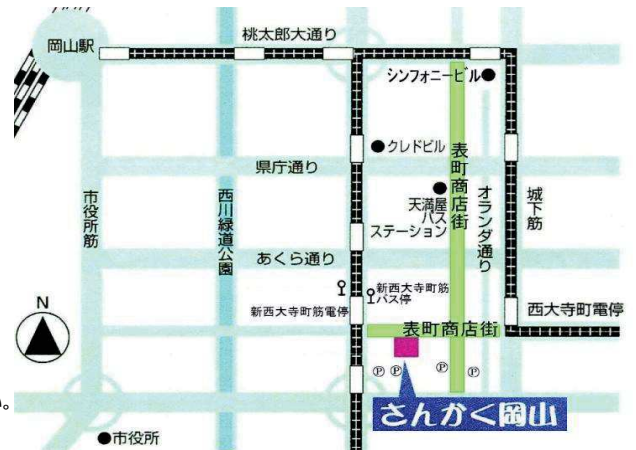 岡山駅
桃太郎大通り
シンフォニービル
クレドビル
県庁通り
表町商店街
天満屋
バス
ステーション
オランダ通り
城下筋
市役所筋
西川緑道公園
あくら通り
新西大寺町筋
バス停
新西大寺町筋電停
西大寺町電停
表町商店街
N
Ⓟ Ⓟ Ⓟ Ⓟ
い。
さんかく岡山
市役所